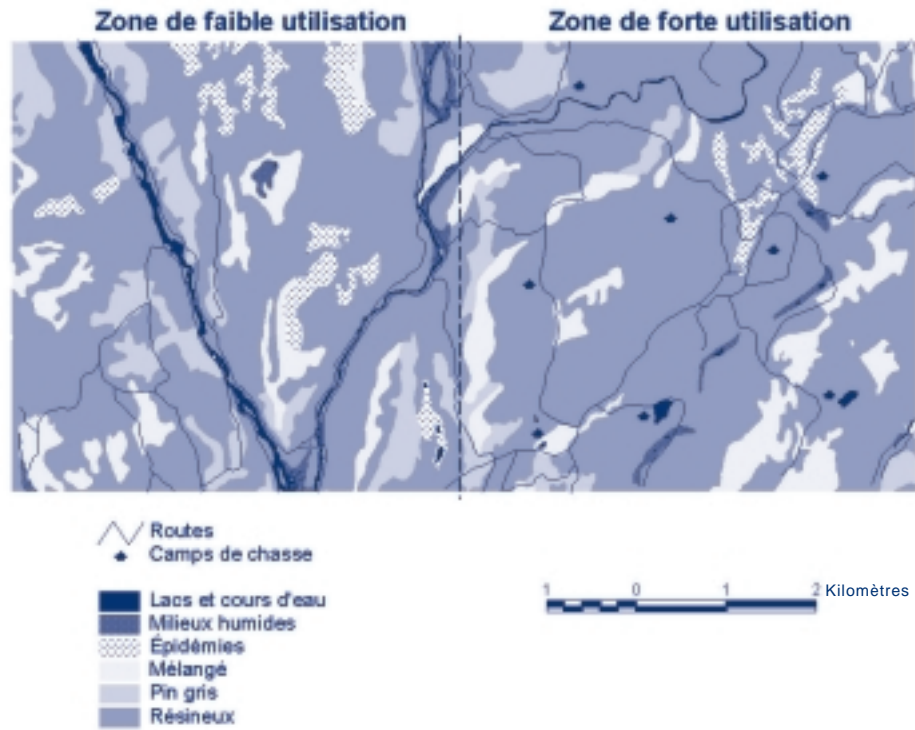 Zone de faible utilisation
Zone de forte utilisation
Routes
Camps de chasse
Lacs et cours d'eau
Milieux humides
Épidémies
Mélangé
Pin gris
Résineux
1 0 1 2 Kilomètres